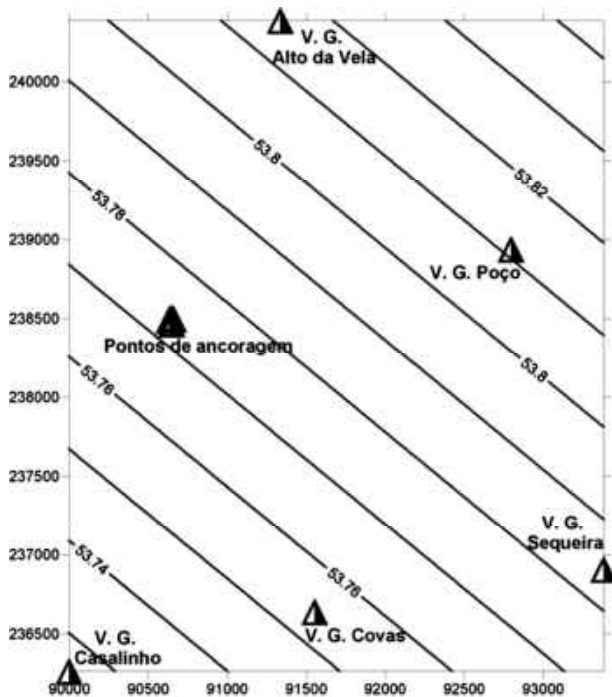 V. G.
Alto da Vela
240000
53.8
239500
53.82
53.78
239000
V. G. Poço
238500
Pontos de ancoragem
53.8
53.76
238000
237500
V. G.
Sequeira
237000
53.74
53.76
236500
V. G.
Casalinho
V. G. Covas
90000 90500 91000 91500 92000 92500 93000